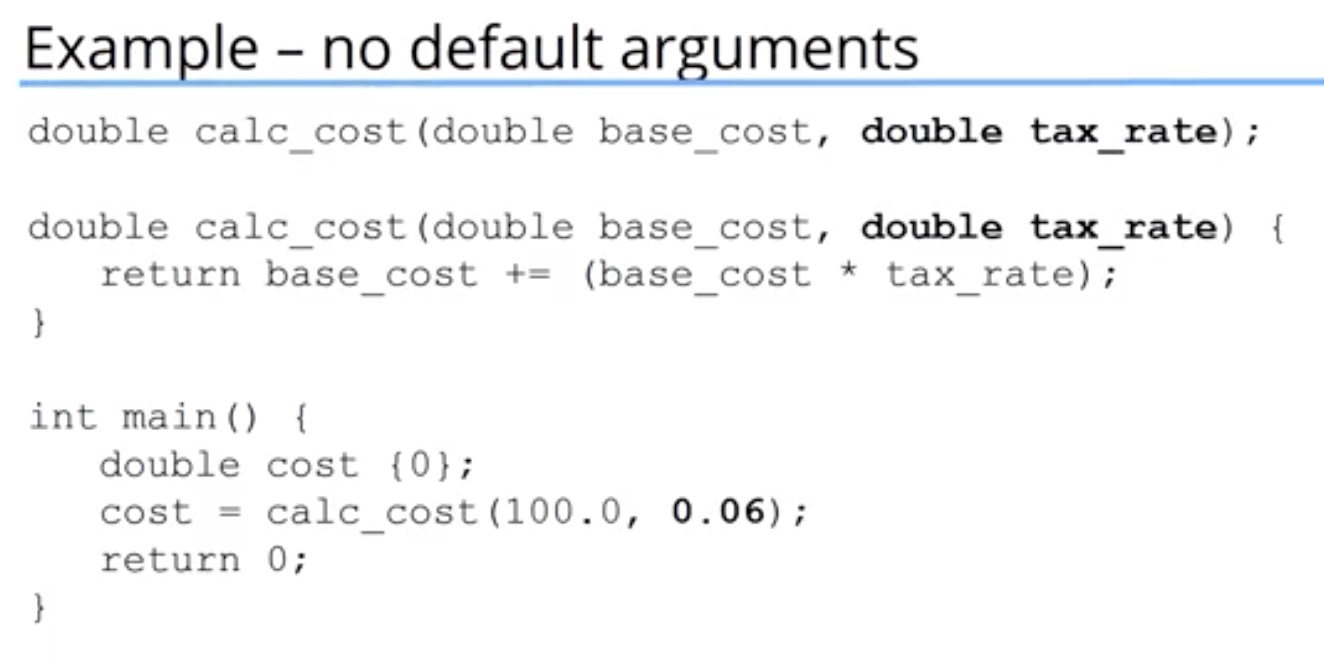 Example – no default arguments
double calc_cost(double base_cost, double tax_rate);
double calc_cost(double base_cost, double tax_rate) {
return base_cost += (base_cost * tax_rate);
}
int main() {
double cost {0};
cost = calc_cost(100.0, 0.06);
return 0;
}